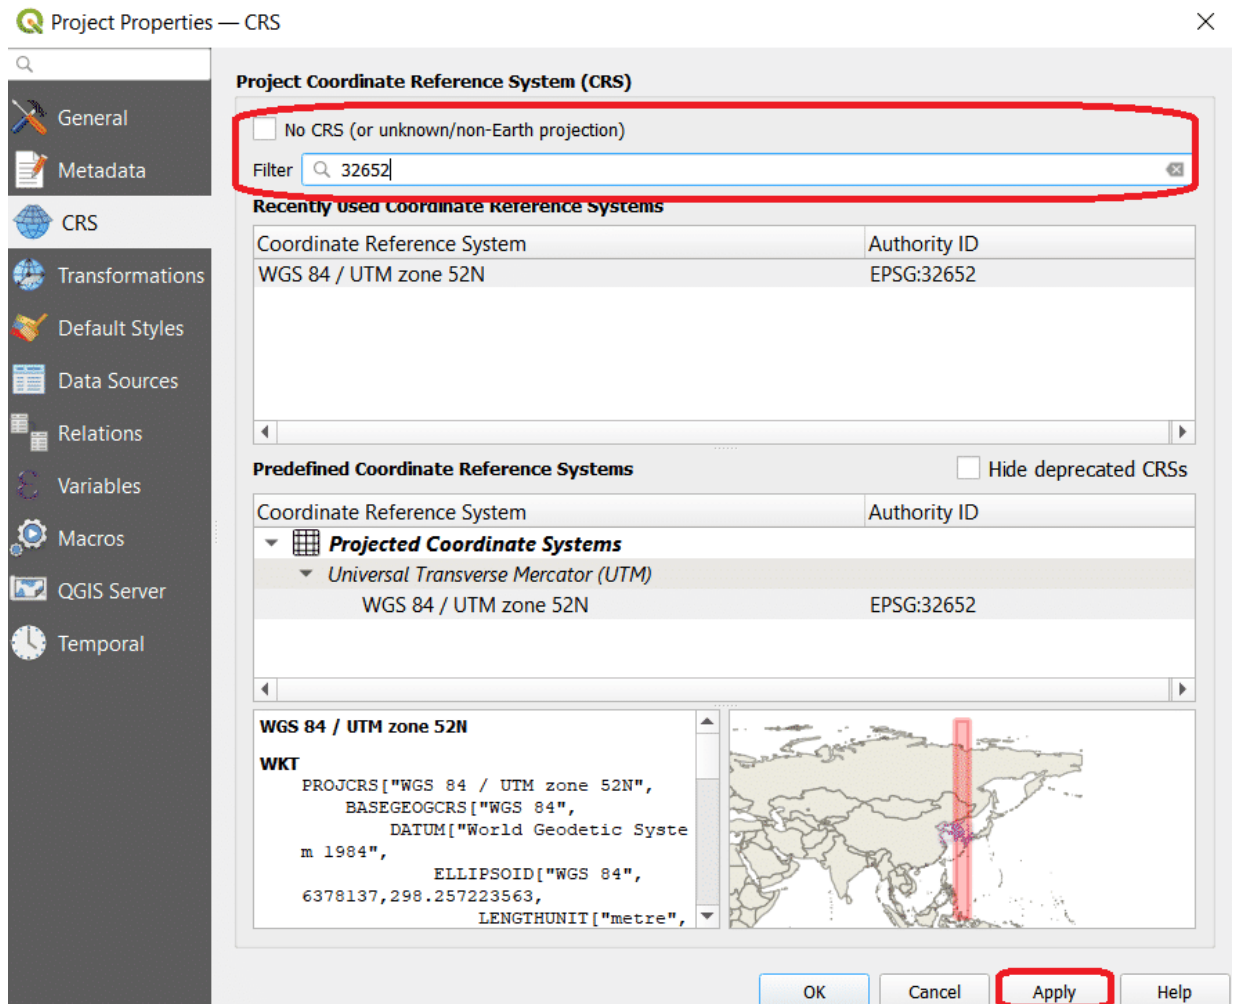 Project Properties — CRS
General
Metadata
CRS
Transformations
Default Styles
Data Sources
Relations
Variables
Macros
QGIS Server
Temporal
Project Coordinate Reference System (CRS)
No CRS (or unknown/non-Earth projection)
Filter 32652
Recently Used Coordinate Reference Systems
Coordinate Reference System Authority ID
WGS 84 / UTM zone 52N EPSG:32652
Predefined Coordinate Reference Systems Hide deprecated CRSs
Coordinate Reference System Authority ID
Projected Coordinate Systems
Universal Transverse Mercator (UTM)
WGS 84 / UTM zone 52N EPSG:32652
WGS 84 / UTM zone 52N
WKT
PROJCRS["WGS 84 / UTM zone 52N",
BASEGEOGCRS["WGS 84",
DATUM["World Geodetic Syste
m 1984",
ELLIPSOID["WGS 84",
6378137,298.257223563,
LENGTHUNIT["metre",
OK Cancel Apply Help